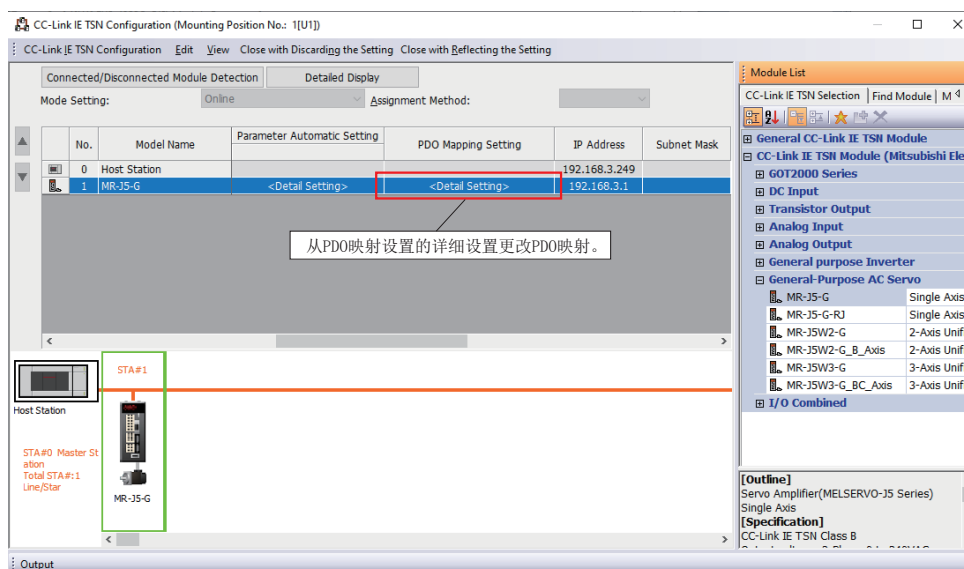 CC-Link IE TSN Configuration (Mounting Position No.: 1[U1])
CC-Link IE TSN Configuration Edit View Close with Discarding the Setting Close with Reflecting the Setting
Connected/Disconnected Module Detection Detailed Display
Mode Setting: Online Assignment Method:
No. Model Name Parameter Automatic Setting PDO Mapping Setting IP Address Subnet Mask
0 Host Station 192.168.3.249
1 MR-J5-G <Detail Setting> <Detail Setting> 192.168.3.1
从PDO映射设置的详细设置更改PDO映射。
STA#1
Host Station
STA#0 Master St
ation
Total STA#:1
Line/Star
MR-J5-G
Module List
CC-Link IE TSN Selection Find Module M
General CC-Link IE TSN Module
CC-Link IE TSN Module (Mitsubishi Ele
GOT2000 Series
DC Input
Transistor Output
Analog Input
Analog Output
General purpose Inverter
General-Purpose AC Servo
MR-J5-G Single Axis
MR-J5-G-RJ Single Axis
MR-J5W2-G 2-Axis Unif
MR-J5W2-G_B_Axis 2-Axis Unif
MR-J5W3-G 3-Axis Unif
MR-J5W3-G_BC_Axis 3-Axis Unif
I/O Combined
[Outline]
Servo Amplifier(MELSERVO-J5 Series)
Single Axis
[Specification]
CC-Link IE TSN Class B
Output